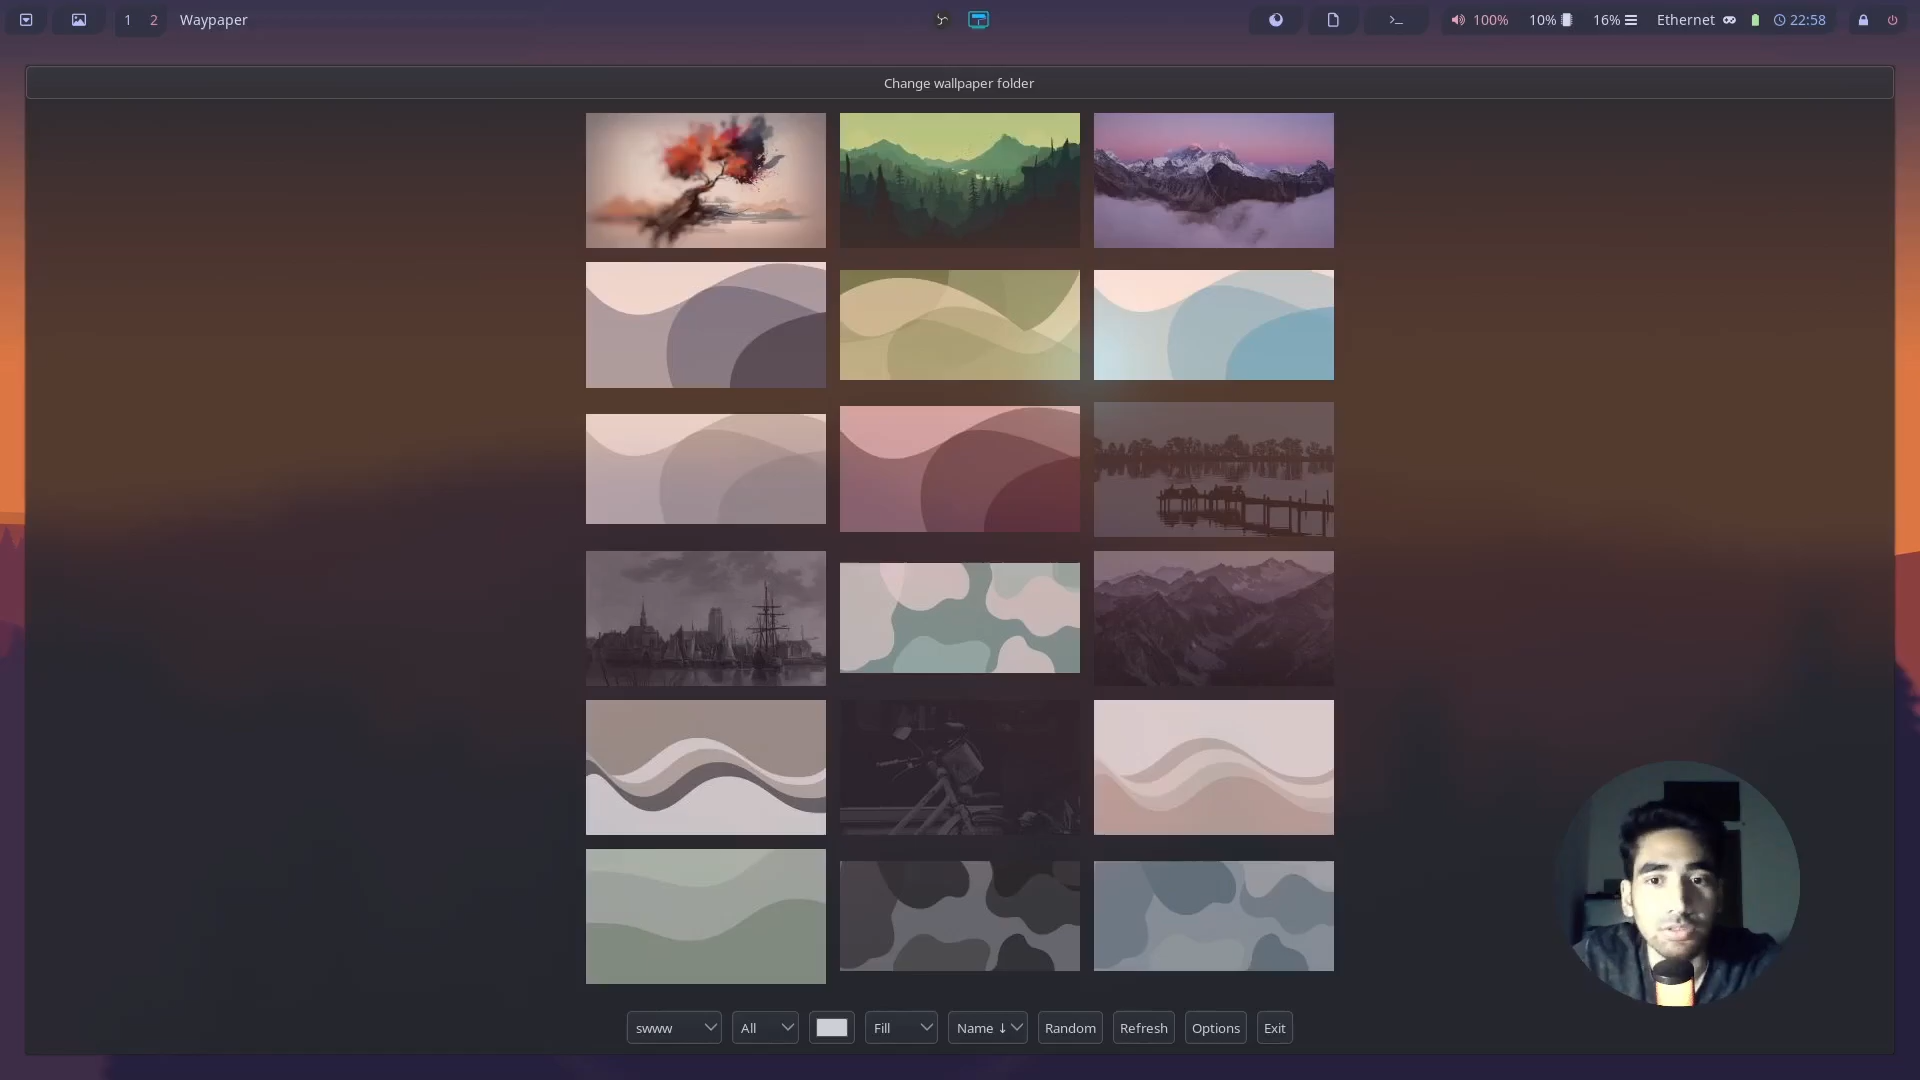 1 2 Waypaper 100% 10% 16% Ethernet 22:58
Change wallpaper folder
swww All Fill Name ↓ Random Refresh Options Exit